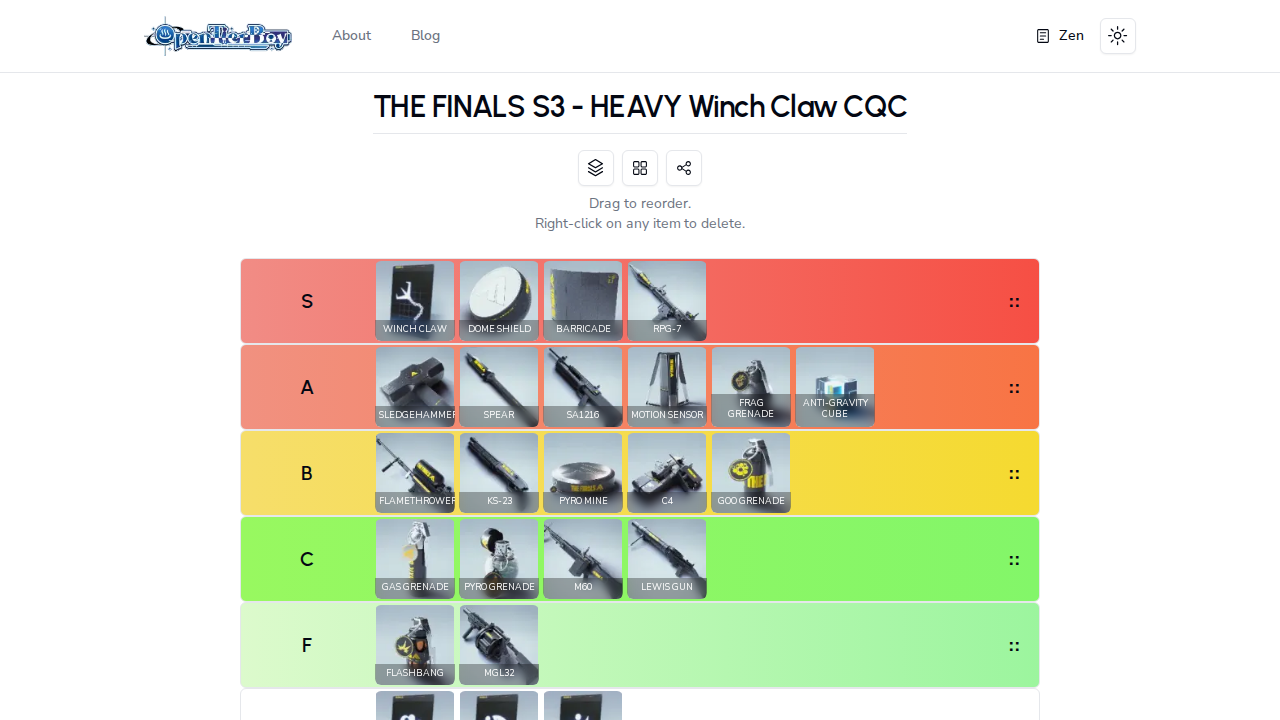 OpenTierBoy
About
Blog
Zen
THE FINALS S3 - HEAVY Winch Claw CQC
Drag to reorder.
Right-click on any item to delete.
S
WINCH CLAW
DOME SHIELD
BARRICADE
RPG-7
::
A
SLEDGEHAMMER
SPEAR
SA1216
MOTION SENSOR
FRAG
GRENADE
ANTI-GRAVITY
CUBE
::
B
FLAMETHROWER
KS-23
PYRO MINE
C4
GOO GRENADE
::
C
GAS GRENADE
PYRO GRENADE
M60
LEWIS GUN
::
F
FLASHBANG
MGL32
::